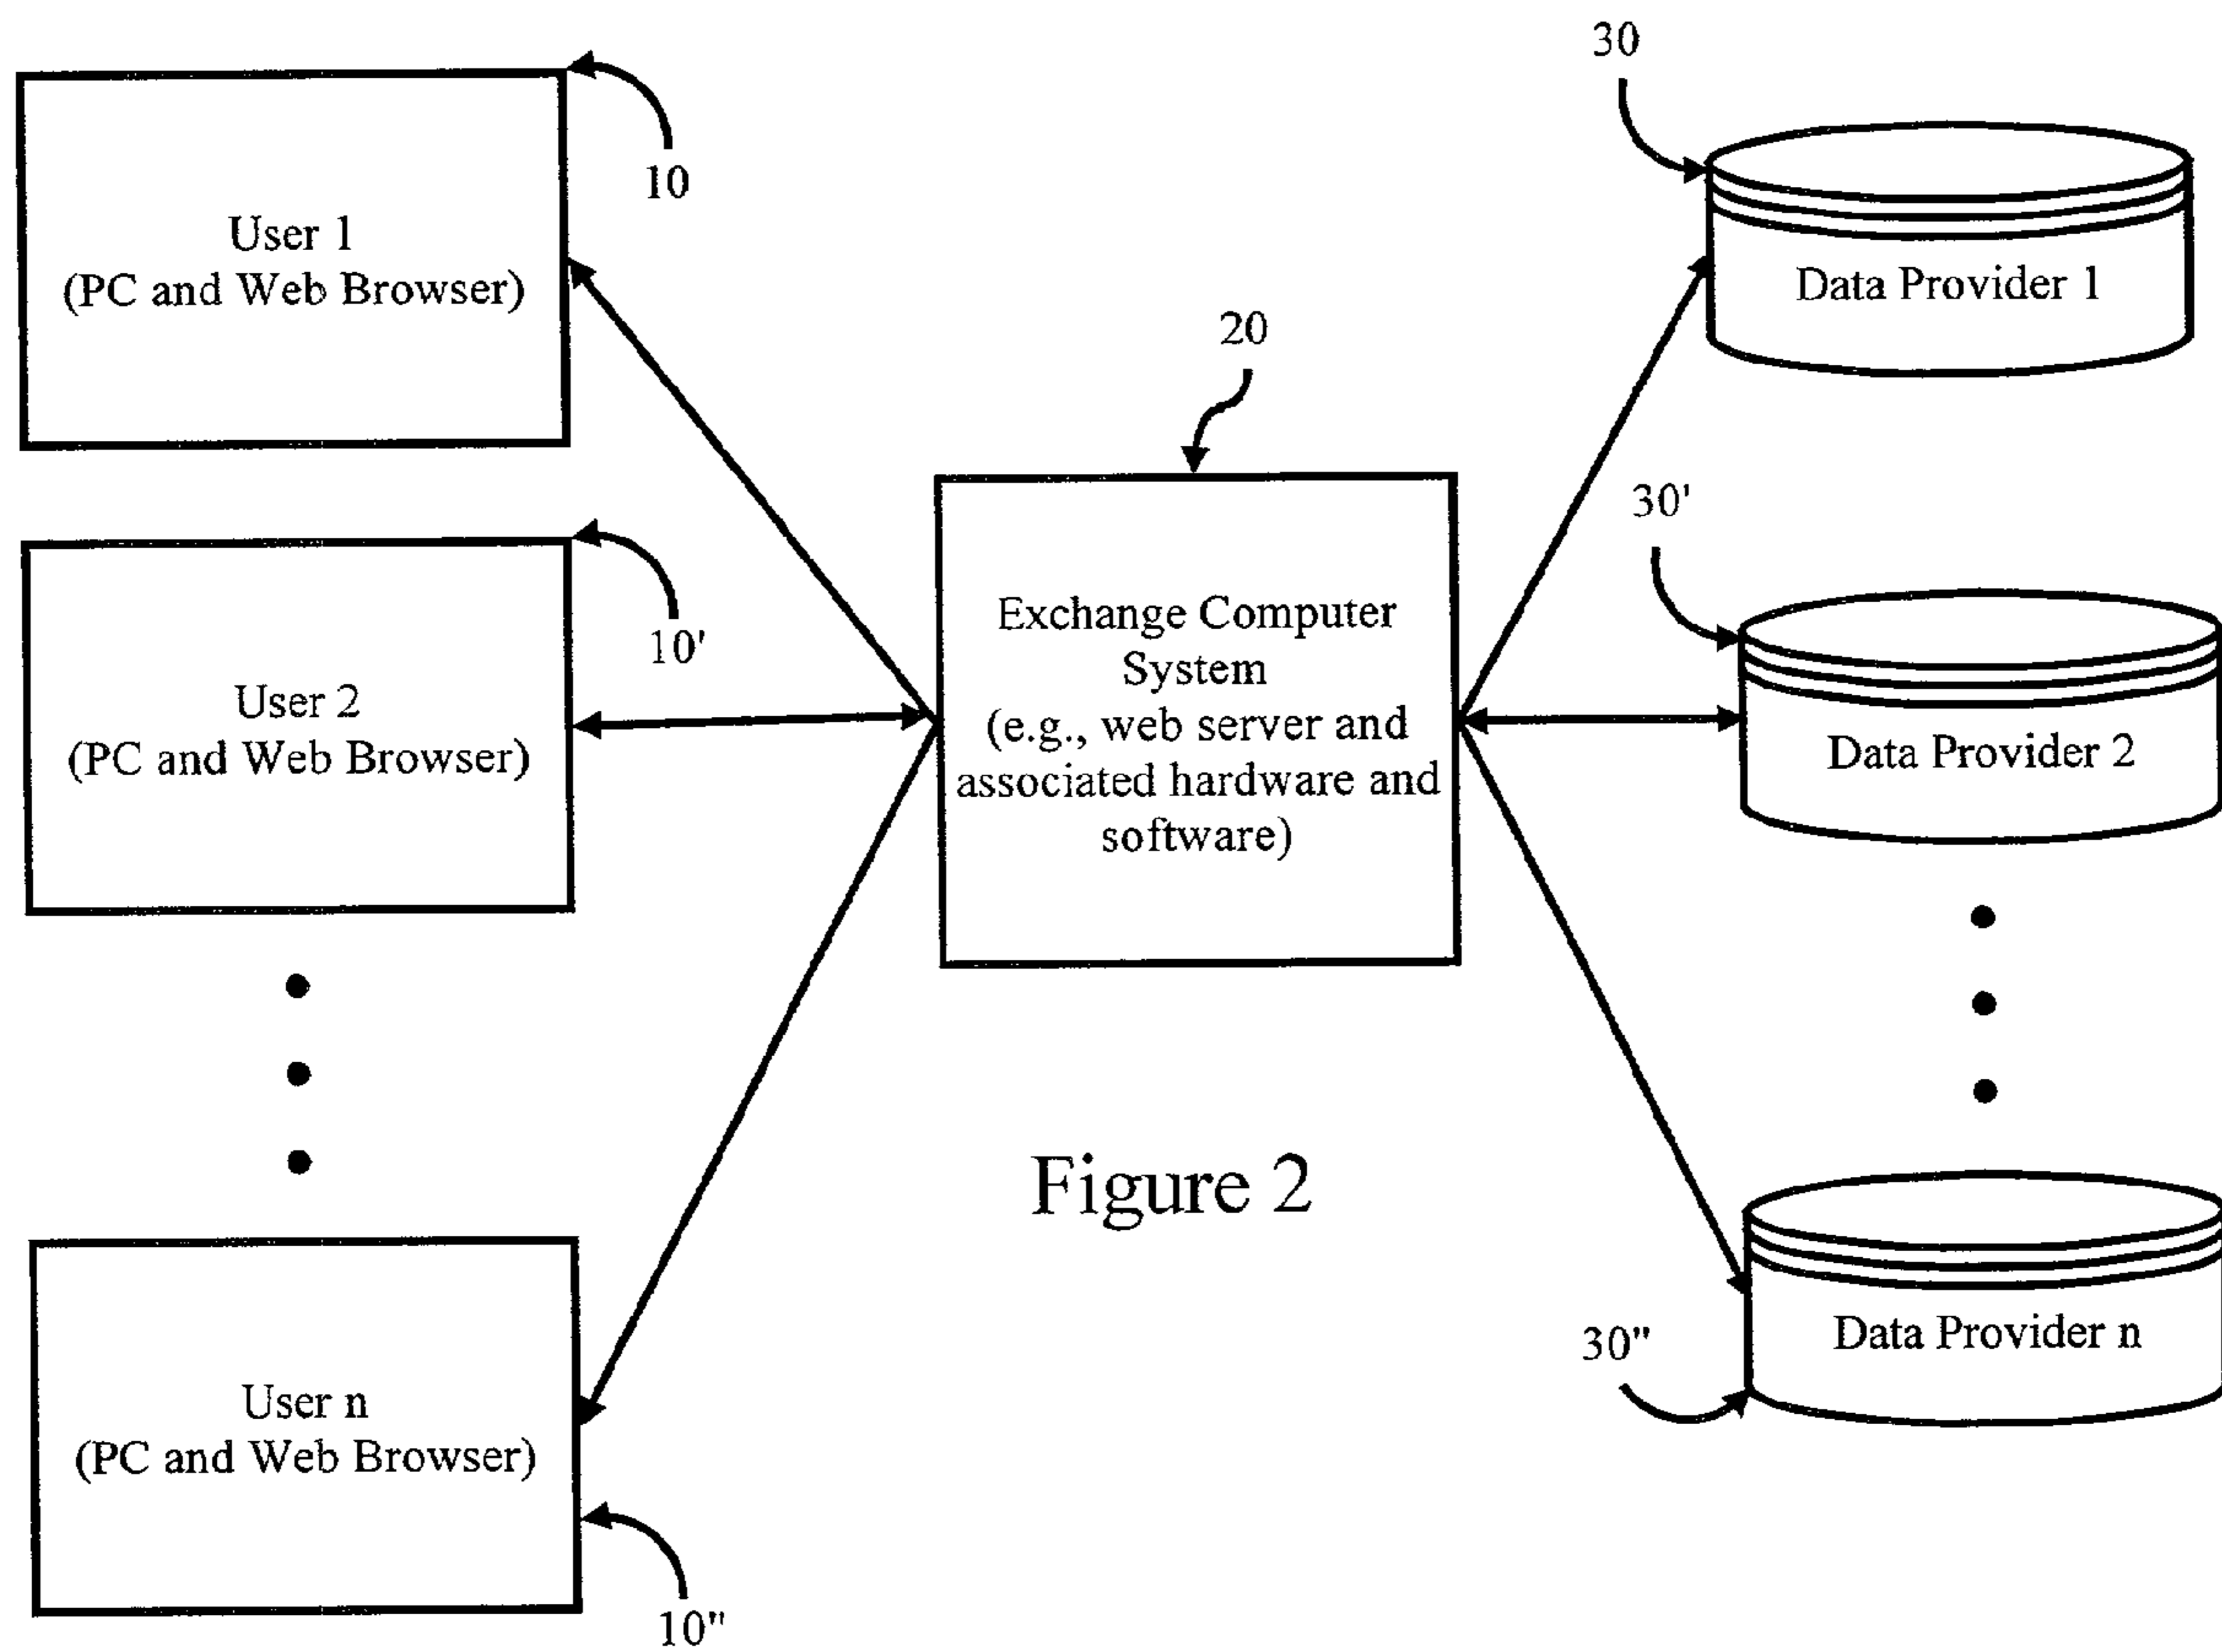 30
10
User 1
(PC and Web Browser)
Data Provider 1
20
30'
10'
User 2
(PC and Web Browser)
Exchange Computer
System
(e.g., web server and
associated hardware and
software)
Data Provider 2
Figure 2
User n
(PC and Web Browser)
30"
Data Provider n
10"